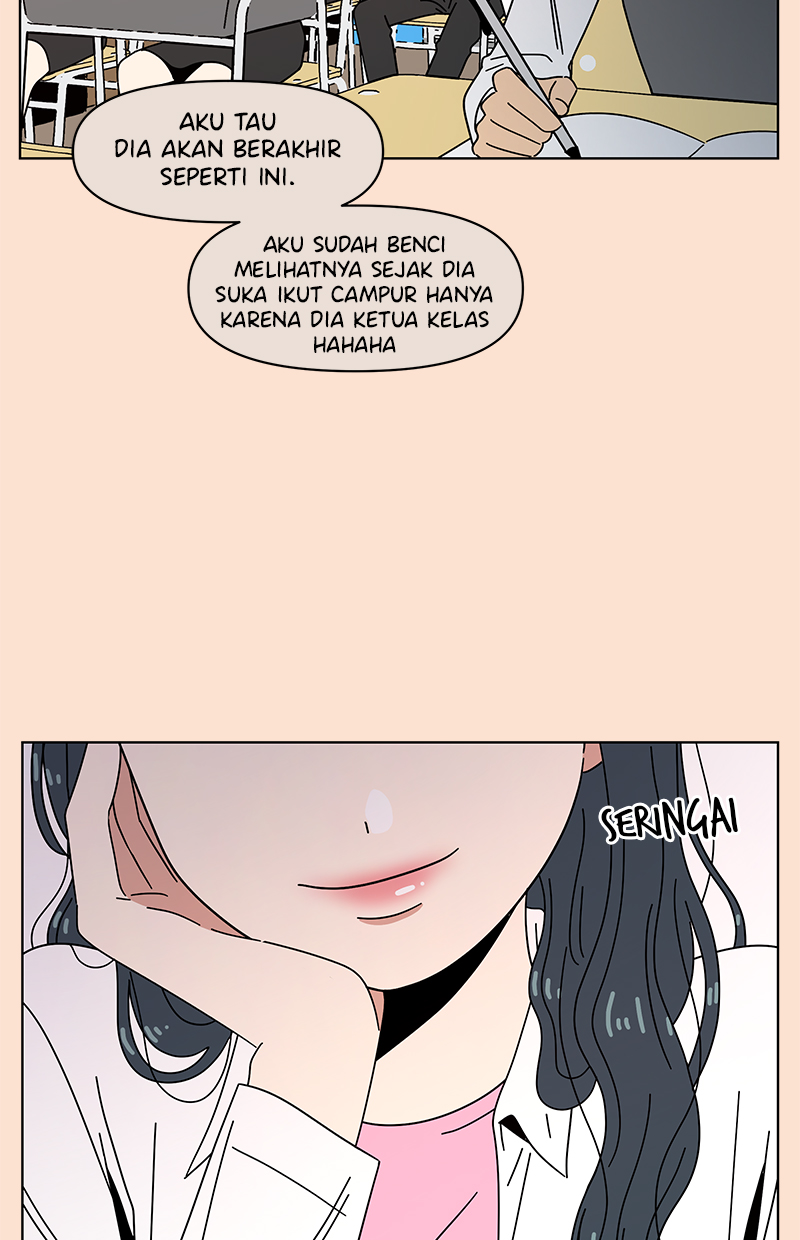 AKU TAU
DIA AKAN BERAKHIR
SEPERTI INI.
AKU SUDAH BENCI
MELIHATNYA SEJAK DIA
SUKA IKUT CAMPUR HANYA
KARENA DIA KETUA KELAS
HAHAHA
SERINGAI